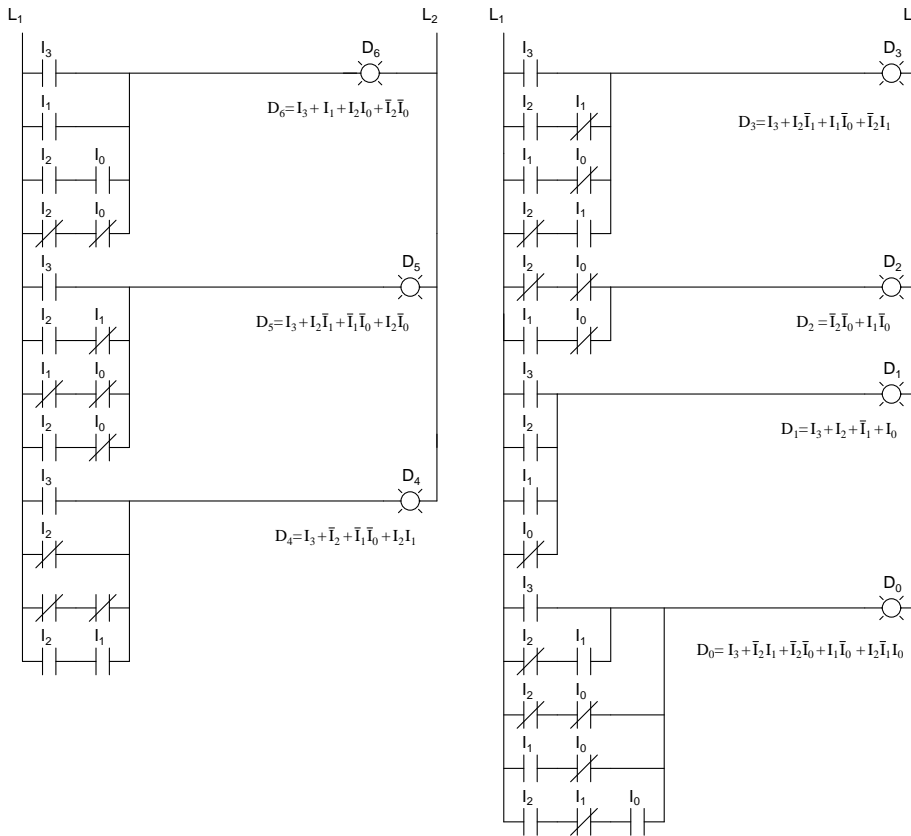 L₁ L₂
I₃ D₆
D₆=I₃ + I₁ + I₂I₀ + Ī₂Ī₀
I₁
I₂ I₀
I₂ I₀
I₃ D₅
D₅= I₃ + I₂Ī₁ + Ī₁Ī₀ + I₂Ī₀
I₂ I₁
I₁ I₀
I₂ I₀
I₃ D₄
D₄= I₃ + Ī₂ + Ī₁Ī₀ + I₂I₁
I₂
I₂ I₁
L₁ L
I₃ D₃
D₃= I₃ + I₂Ī₁ + I₁Ī₀ + Ī₂I₁
I₂ I₁
I₁ I₀
I₂ I₁
I₂ I₀ D₂
D₂ = Ī₂Ī₀ + I₁Ī₀
I₁ I₀
I₃ D₁
D₁= I₃ + I₂ + Ī₁ + I₀
I₂
I₁
I₀
I₃ D₀
D₀= I₃ + Ī₂I₁ + Ī₂Ī₀ + I₁Ī₀ + I₂Ī₁I₀
I₂ I₁
I₂ I₀
I₁ I₀
I₂ I₁ I₀